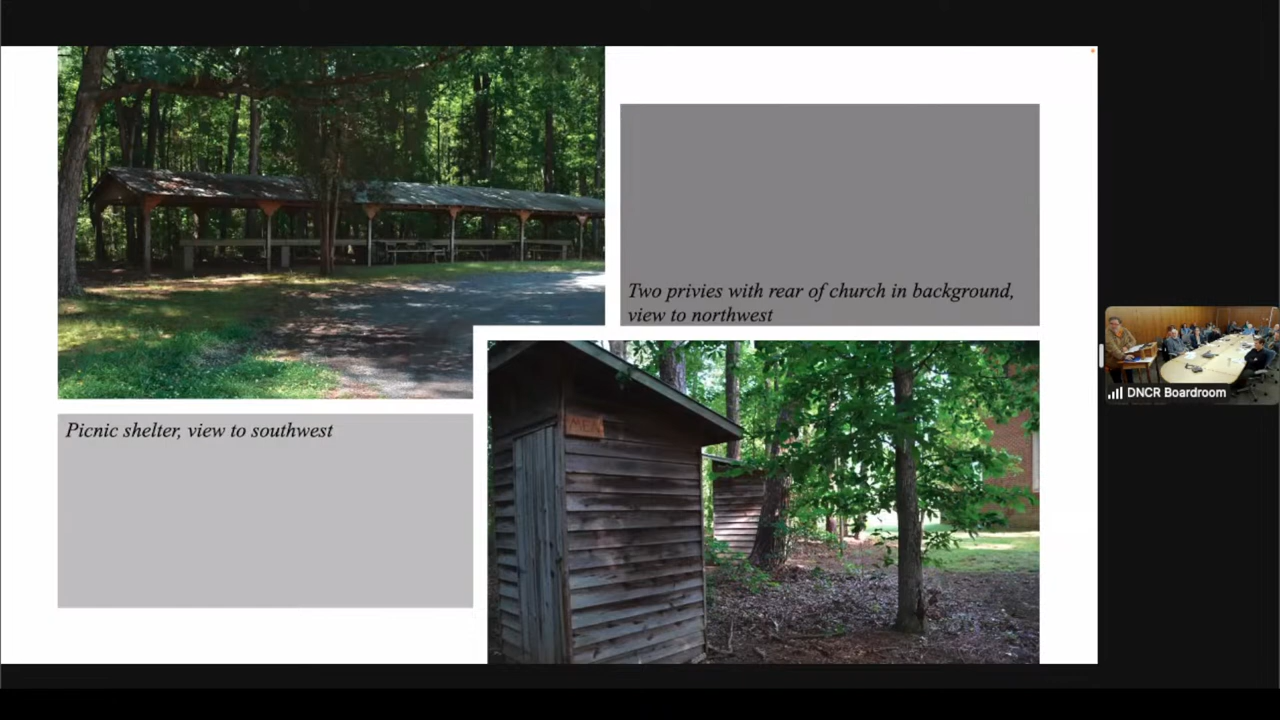 Two privies with rear of church in background,
view to northwest
Picnic shelter, view to southwest
MEN
DNCR Boardroom